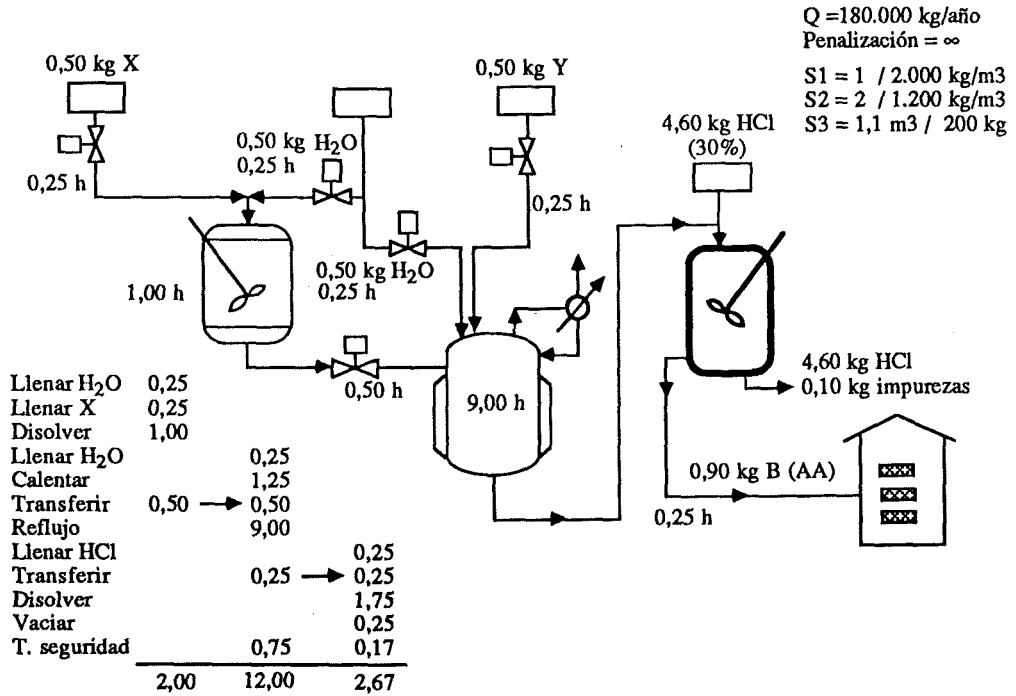 Q =180.000 kg/año
Penalización = ∞
S1 = 1 / 2.000 kg/m3
S2 = 2 / 1.200 kg/m3
S3 = 1,1 m3 / 200 kg
0,50 kg X
0,50 kg Y
4,60 kg HCl
(30%)
0,50 kg H2O
0,25 h
0,25 h
0,25 h
0,50 kg H2O
0,25 h
1,00 h
0,50 h
9,00 h
4,60 kg HCl
0,10 kg impurezas
0,90 kg B (AA)
0,25 h
Llenar H2O 0,25
Llenar X 0,25
Disolver 1,00
Llenar H2O 0,25
Calentar 1,25
Transferir 0,50 0,50
Reflujo 9,00
Llenar HCl 0,25
Transferir 0,25 0,25
Disolver 1,75
Vaciar 0,25
T. seguridad 0,75 0,17
2,00 12,00 2,67